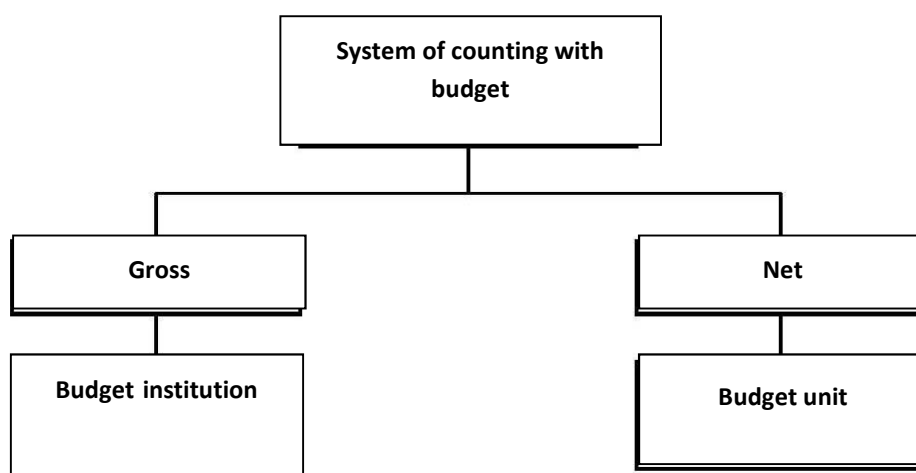 System of counting with
budget
Gross
Net
Budget institution
Budget unit